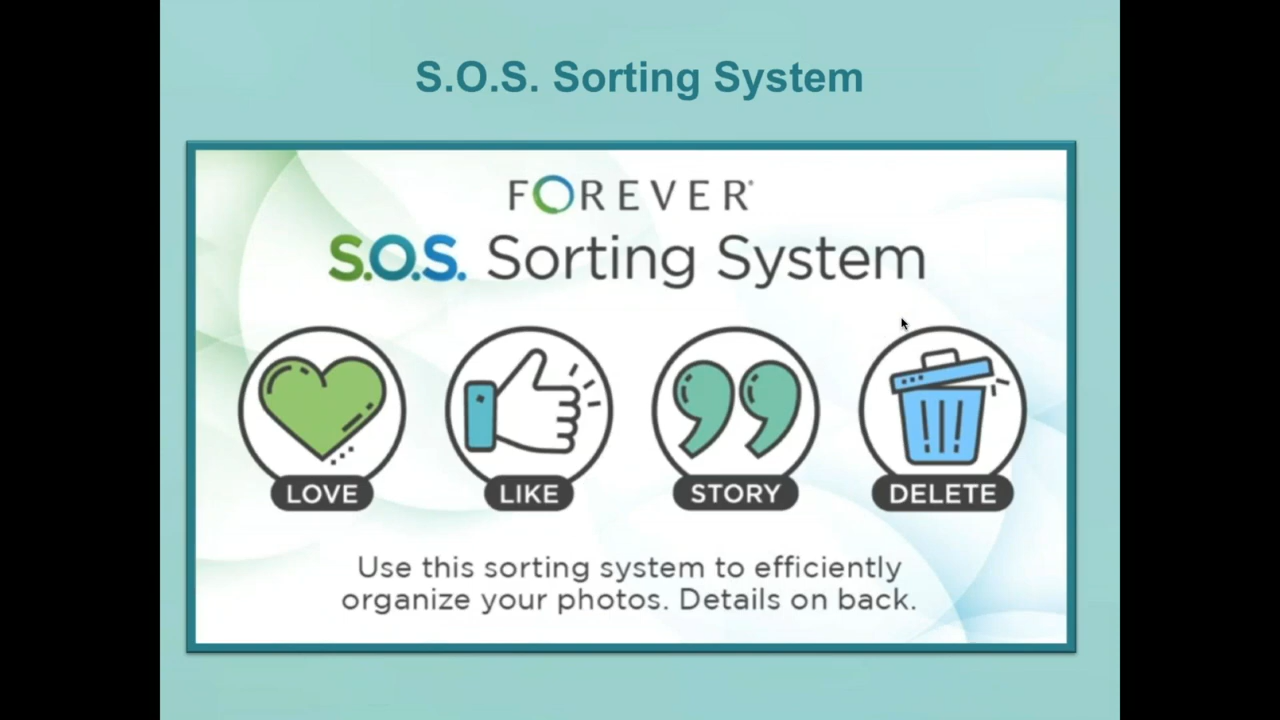 S.O.S. Sorting System
FOREVER®
S.O.S. Sorting System
LOVE
LIKE
STORY
DELETE
Use this sorting system to efficiently
organize your photos. Details on back.